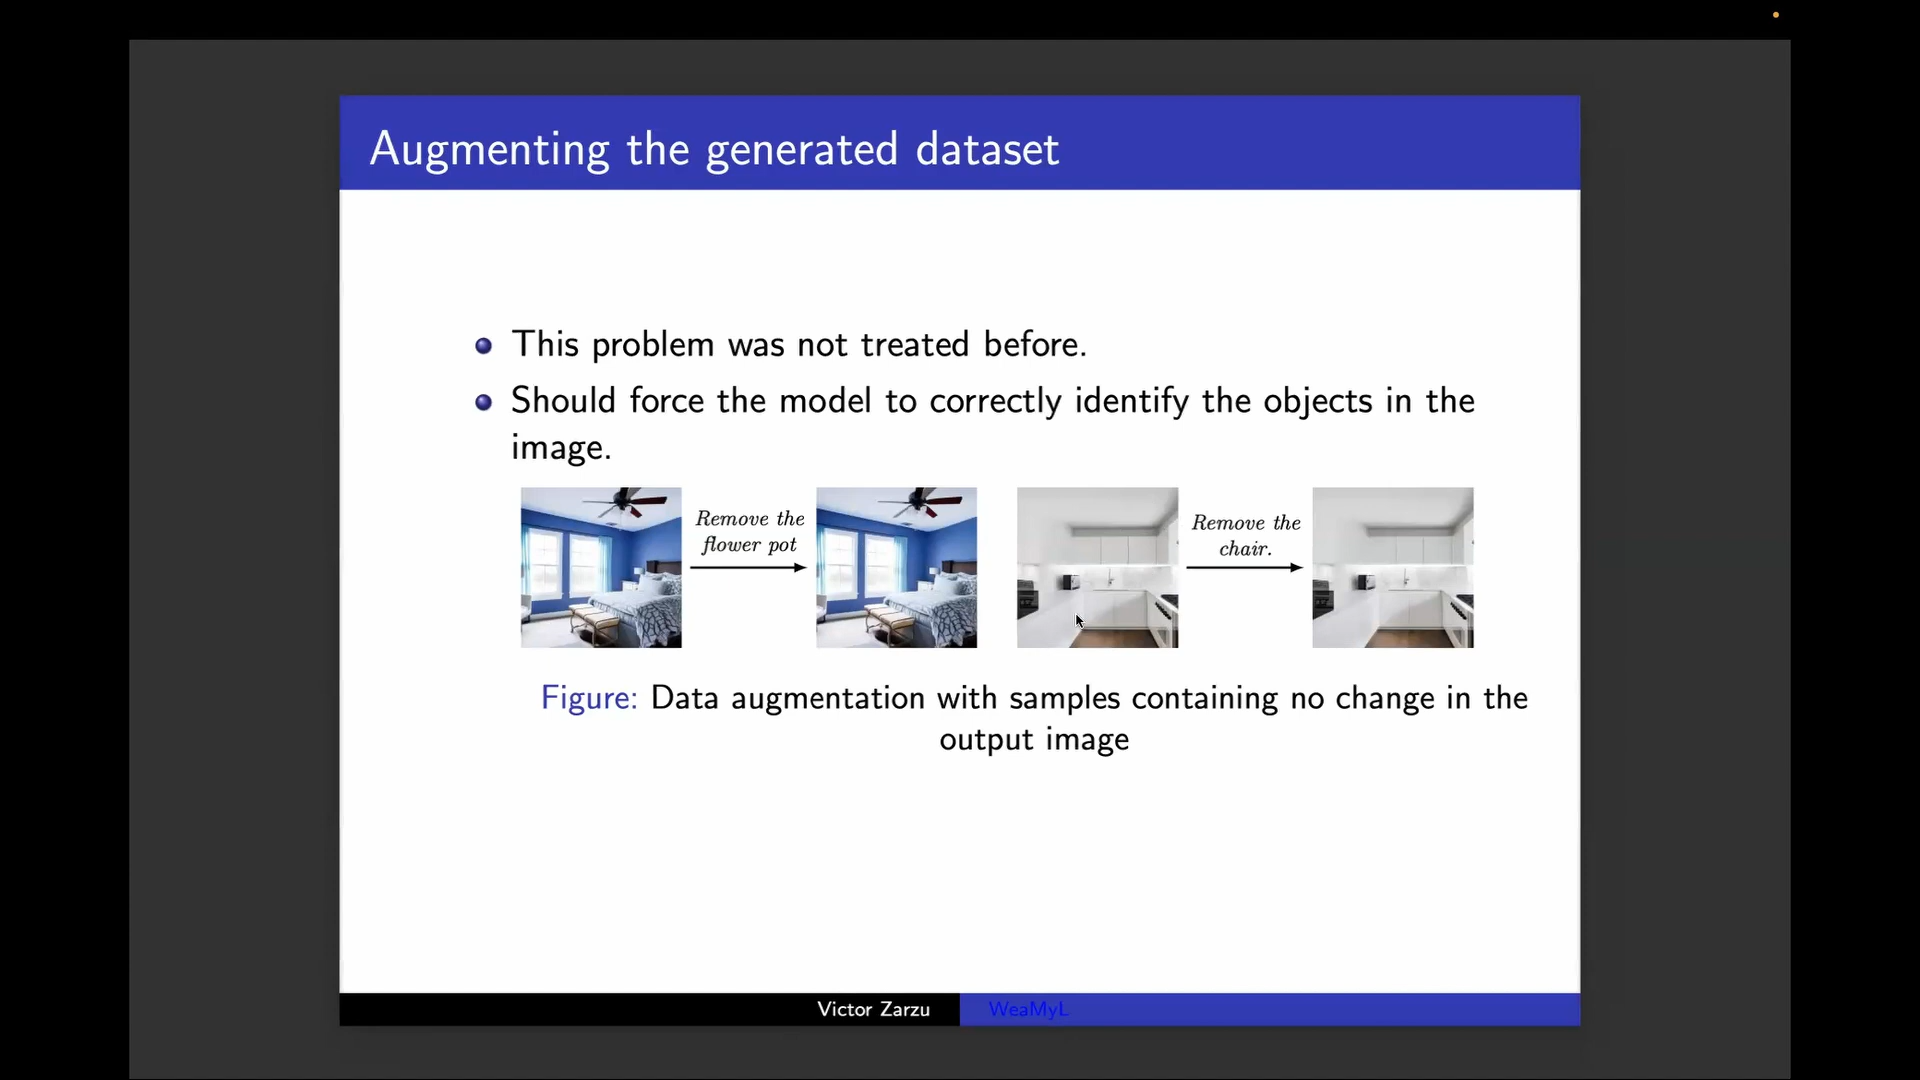 Augmenting the generated dataset
This problem was not treated before.
Should force the model to correctly identify the objects in the
image.
Remove the
flower pot
Remove the
chair.
Figure: Data augmentation with samples containing no change in the
output image
Victor Zarzu
WeaMyL